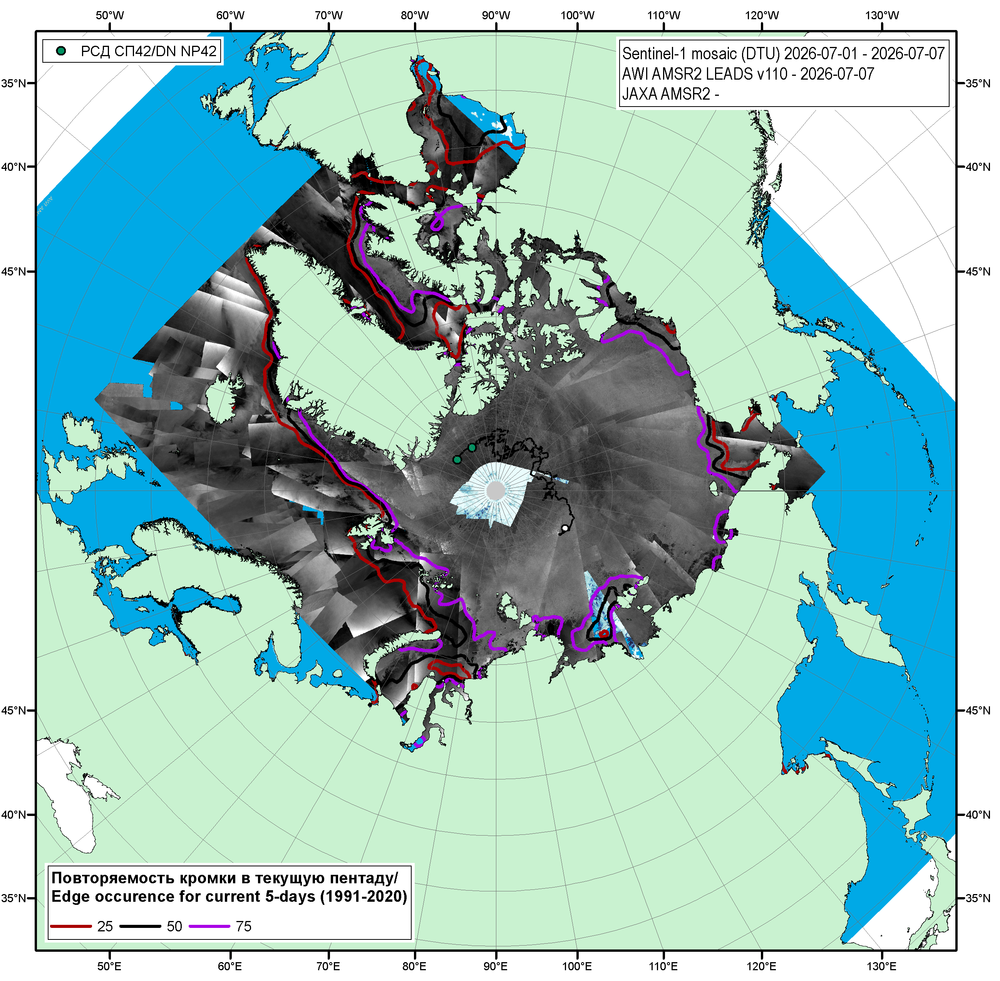 50°W 60°W 70°W 80°W 90°W 100°W 110°W 120°W 130°W
РСД СП42/DN NP42
Sentinel-1 mosaic (DTU) 2026-07-01 - 2026-07-07
AWI AMSR2 LEADS v110 - 2026-07-07
JAXA AMSR2 -
35°N 35°N
40°N 40°N
45°N 45°N
45°N 45°N
40°N 40°N
35°N 35°N
Повторяемость кромки в текущую пентаду/
Edge occurence for current 5-days (1991-2020)
25 50 75
50°E 60°E 70°E 80°E 90°E 100°E 110°E 120°E 130°E